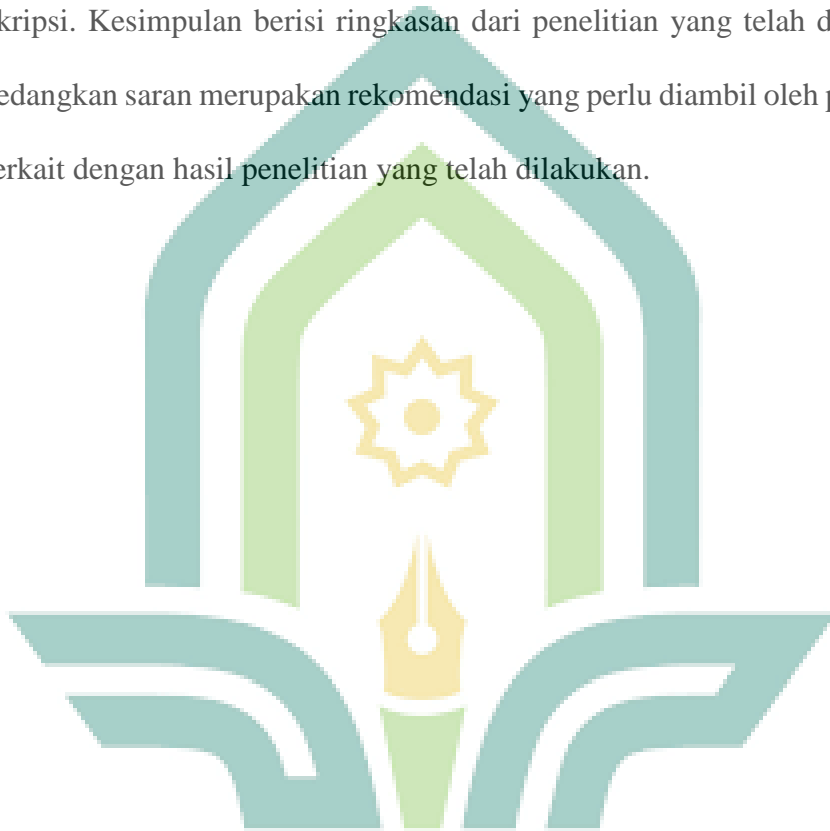 kripsi. Kesimpulan berisi ringkasan dari penelitian yang telah d
edangkan saran merupakan rekomendasi yang perlu diambil oleh p
erkait dengan hasil penelitian yang telah dilakukan.